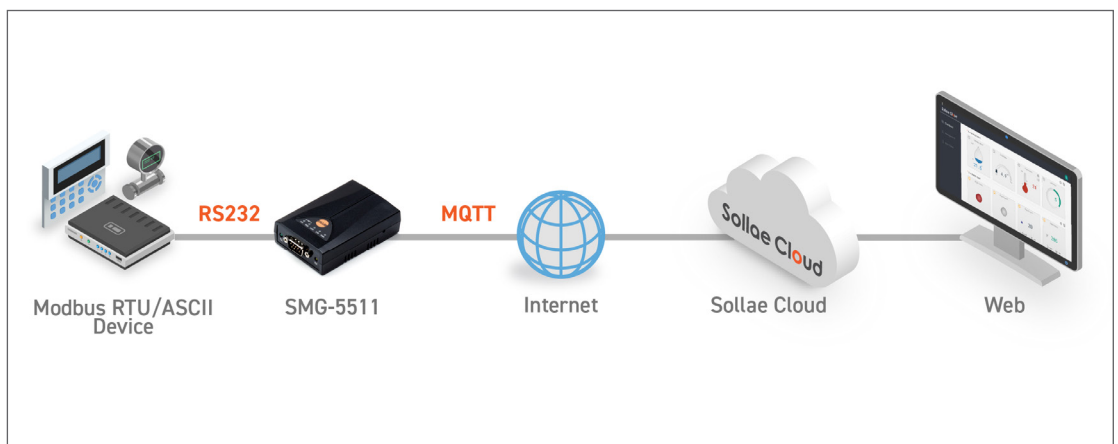 RS232
MQTT
Sollae Cloud
Modbus RTU/ASCII
Device
SMG-5511
Internet
Sollae Cloud
Web